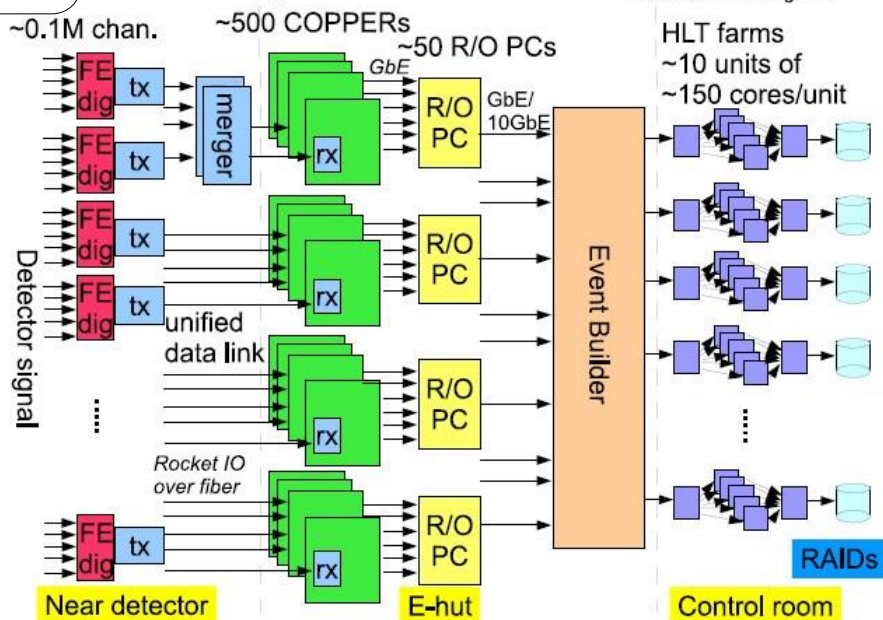 ~0.1M chan.
~500 COPPERs
~50 R/O PCs
HLT farms
~10 units of
~150 cores/unit
GbE
GbE/
10GbE
FE
dig
tx
merger
rx
R/O
PC
FE
dig
tx
FE
dig
tx
rx
R/O
PC
FE
dig
tx
Detector signal
unified
data link
Event Builder
rx
R/O
PC
Rocket IO
over fiber
FE
dig
tx
rx
R/O
PC
RAIDs
Near detector
E-hut
Control room